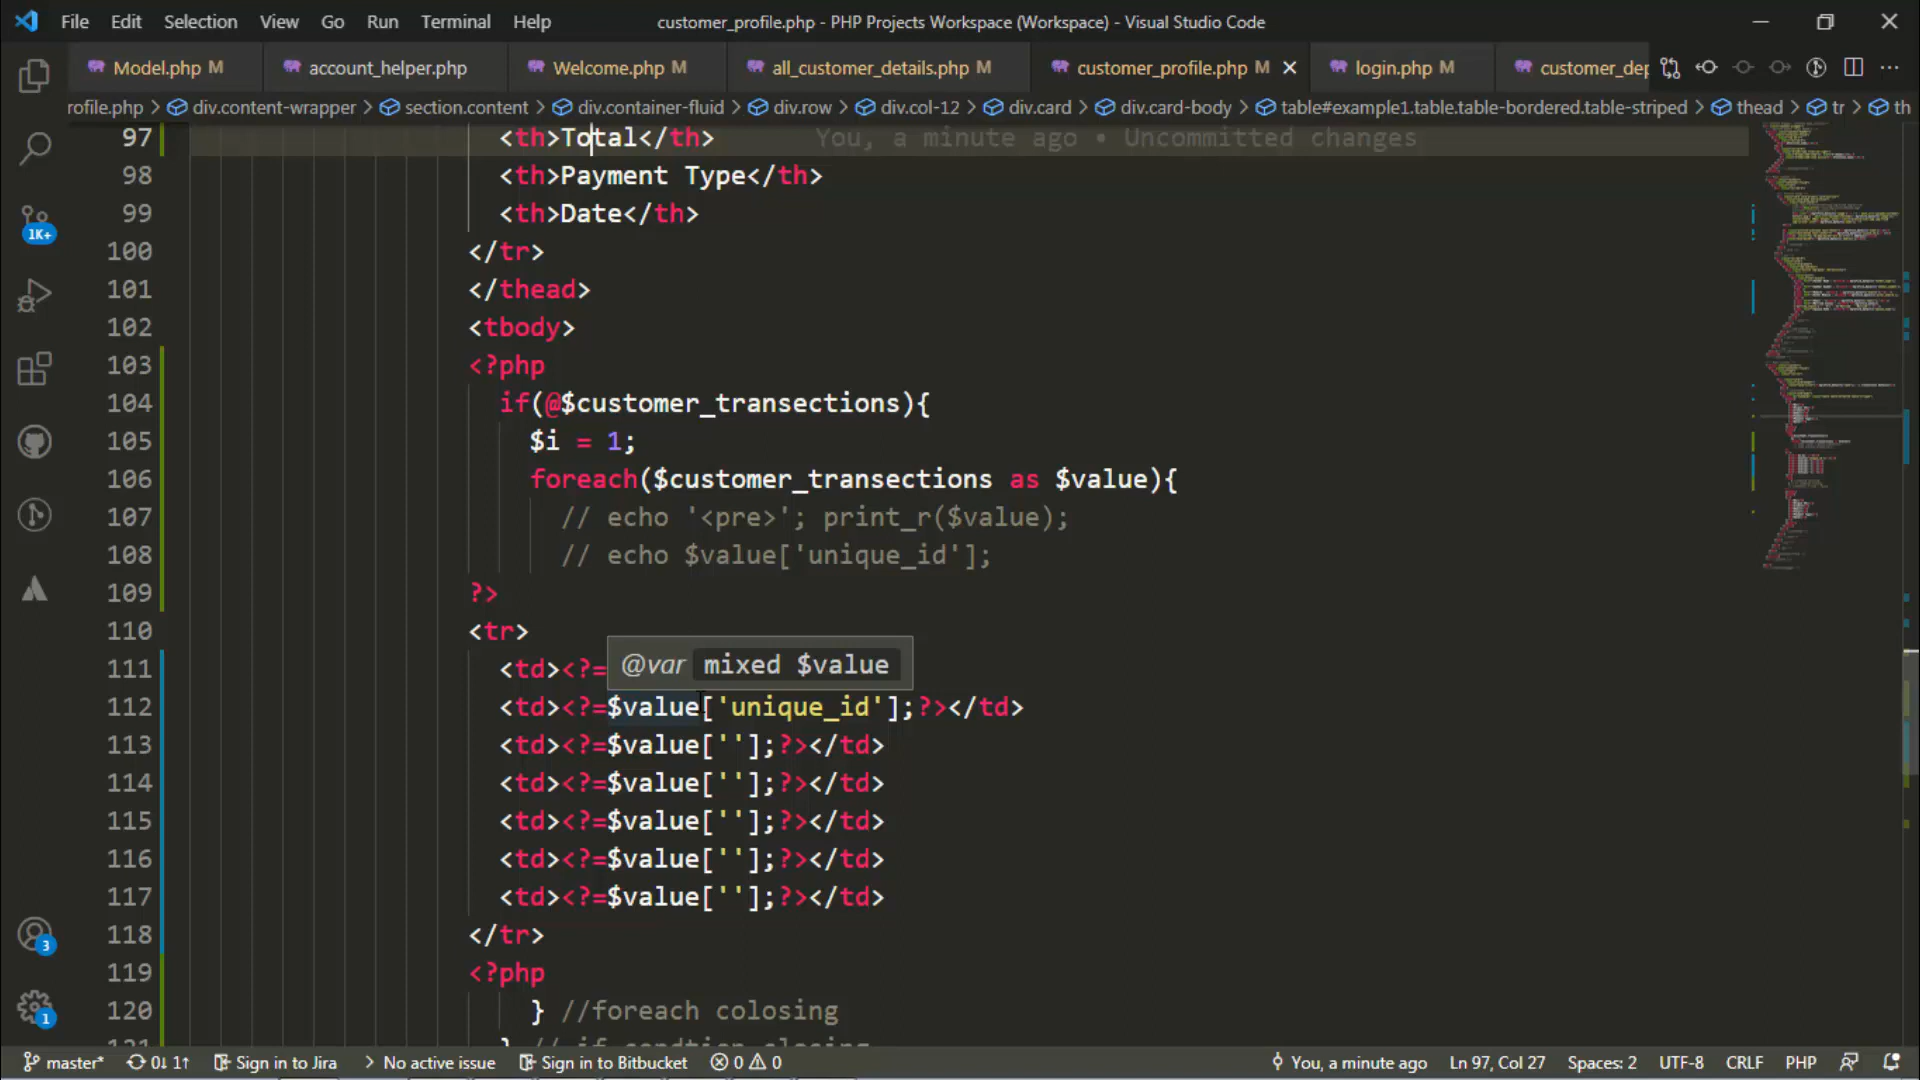 File Edit Selection View Go Run Terminal Help customer_profile.php - PHP Projects Workspace (Workspace) - Visual Studio Code
Model.php M account_helper.php Welcome.php M all_customer_details.php M customer_profile.php M login.php M customer_dep
rofile.php > div.content-wrapper > section.content > div.container-fluid > div.row > div.col-12 > div.card > div.card-body > table#example1.table.table-bordered.table-striped > thead > tr > th
97 <th>Total</th> You, a minute ago • Uncommitted changes
98 <th>Payment Type</th>
99 <th>Date</th>
100 </tr>
101 </thead>
102 <tbody>
103 <?php
104 if(@$customer_transections){
105 $i = 1;
106 foreach($customer_transections as $value){
107 // echo '<pre>'; print_r($value);
108 // echo $value['unique_id'];
109 ?>
110 <tr>
@var mixed $value
111 <td><?=
112 <td><?=$value['unique_id'];?></td>
113 <td><?=$value[''];?></td>
114 <td><?=$value[''];?></td>
115 <td><?=$value[''];?></td>
116 <td><?=$value[''];?></td>
117 <td><?=$value[''];?></td>
118 </tr>
119 <?php
120 } //foreach colosing
1K+
3
1
master* 0↓ 1↑ Sign in to Jira > No active issue Sign in to Bitbucket 0 0 You, a minute ago Ln 97, Col 27 Spaces: 2 UTF-8 CRLF PHP